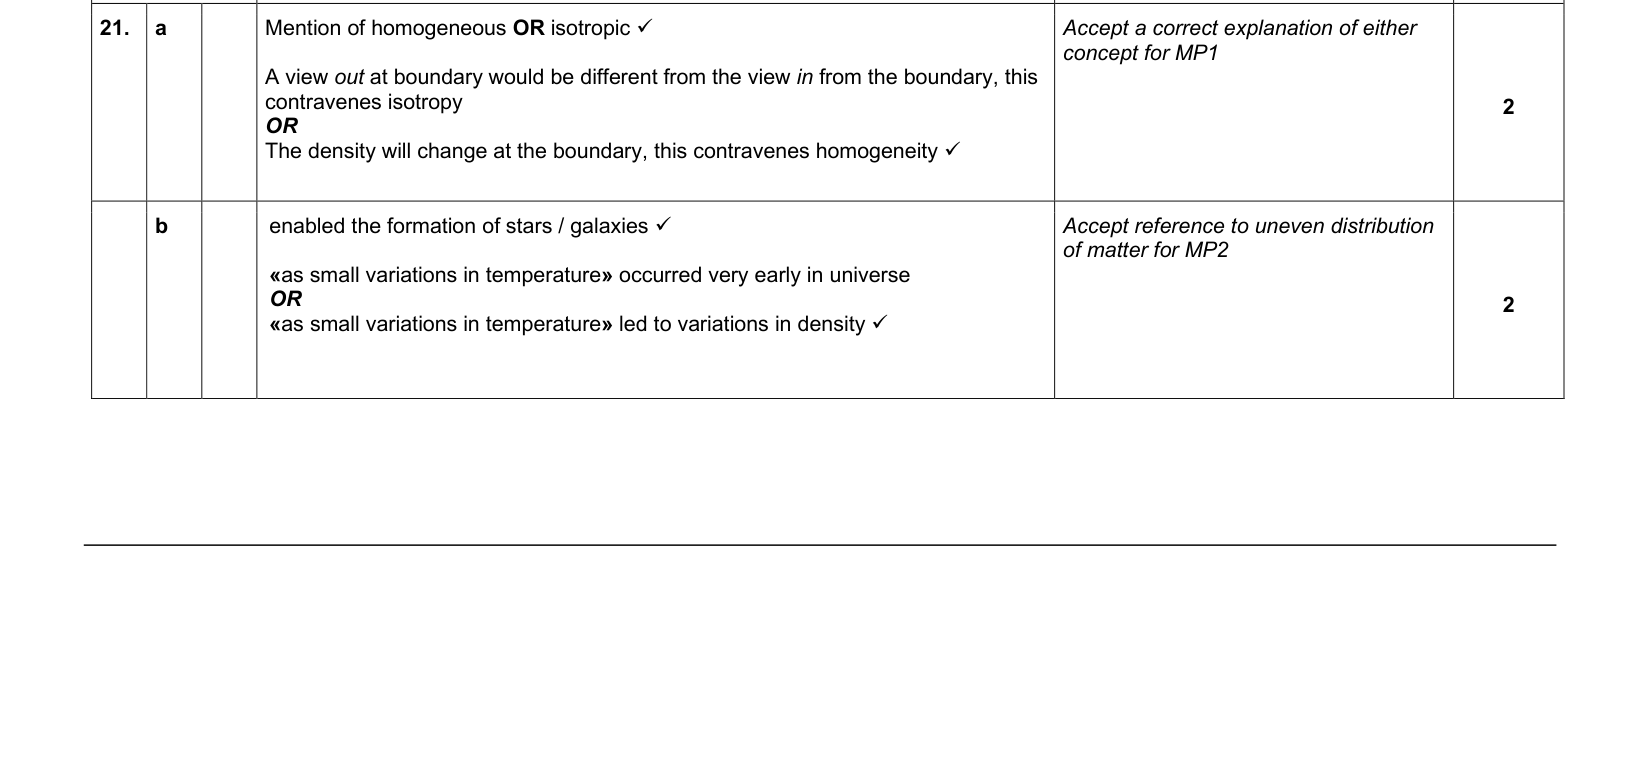 21. a Mention of homogeneous OR isotropic ✓ Accept a correct explanation of either
concept for MP1
A view out at boundary would be different from the view in from the boundary, this
contravenes isotropy
2
OR
The density will change at the boundary, this contravenes homogeneity ✓
b enabled the formation of stars / galaxies ✓ Accept reference to uneven distribution
of matter for MP2
«as small variations in temperature» occurred very early in universe
OR
2
«as small variations in temperature» led to variations in density ✓